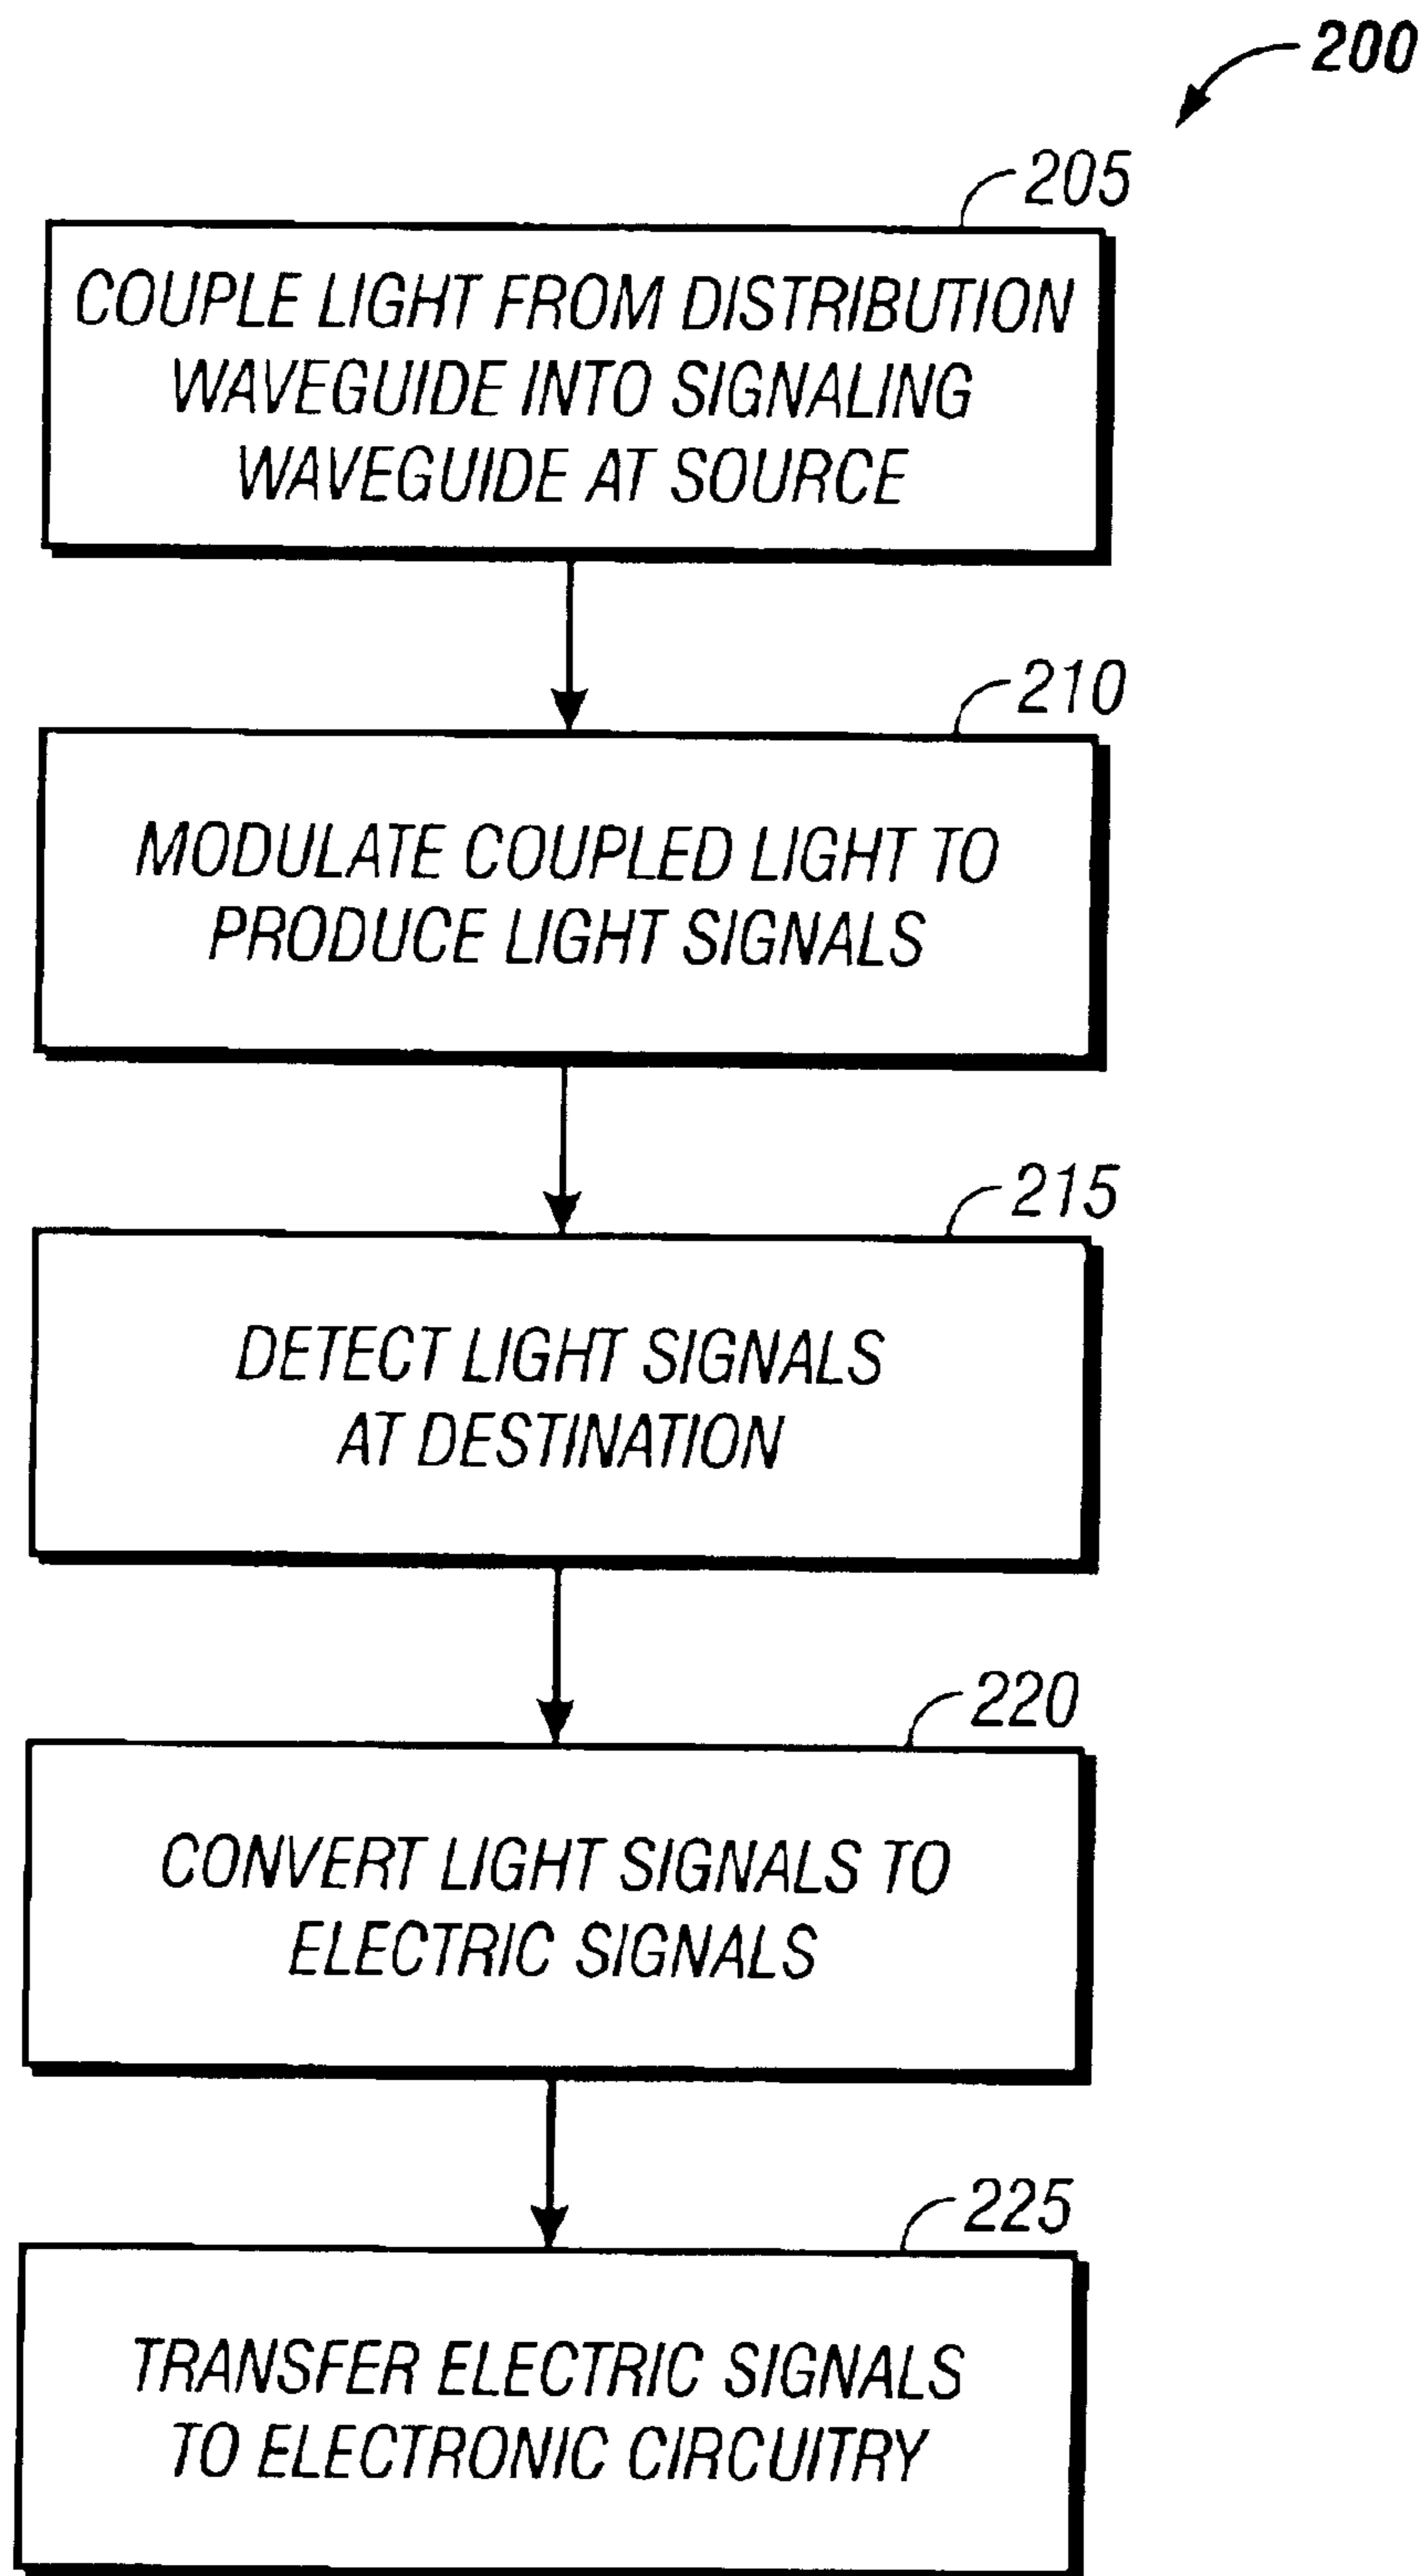 200
205
COUPLE LIGHT FROM DISTRIBUTION
WAVEGUIDE INTO SIGNALING
WAVEGUIDE AT SOURCE
210
MODULATE COUPLED LIGHT TO
PRODUCE LIGHT SIGNALS
215
DETECT LIGHT SIGNALS
AT DESTINATION
220
CONVERT LIGHT SIGNALS TO
ELECTRIC SIGNALS
225
TRANSFER ELECTRIC SIGNALS
TO ELECTRONIC CIRCUITRY